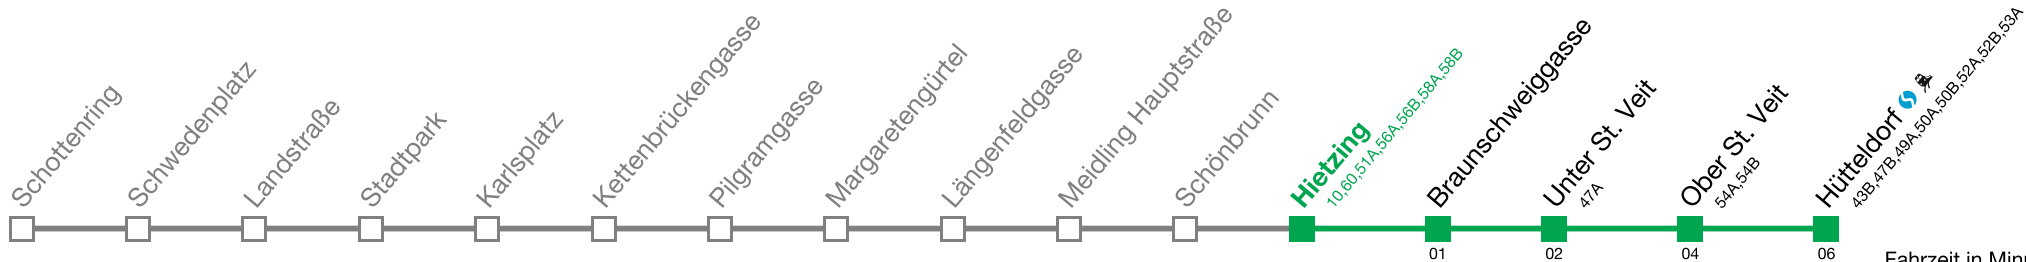 Schottenring
Schwedenplatz
Landstraße
Stadtpark
Karlsplatz
Kettenbrückengasse
Pilgramgasse
Margaretengürtel
Längenfeldgasse
Meidling Hauptstraße
Schönbrunn
Hietzing
10,60,51A,56A,56B,58A,58B
Braunschweiggasse
Unter St. Veit
47A
Ober St. Veit
54A,54B
Hütteldorf
43B,47B,49A,50A,50B,52A,52B,53A
01
02
04
06
Fahrzeit in